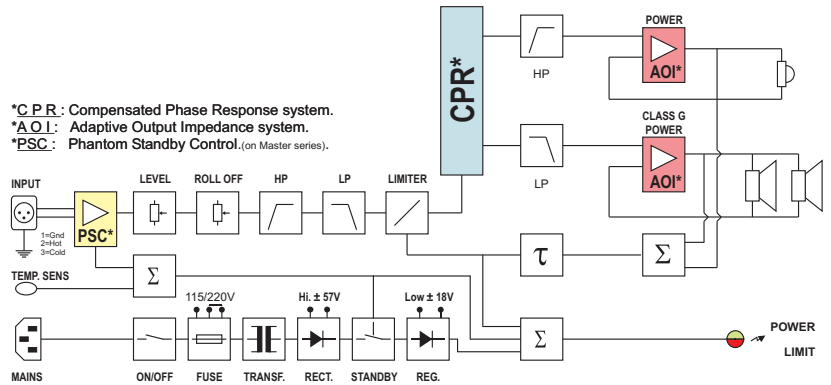 POWER
AOI*
HP
CPR*
*C P R : Compensated Phase Response system.
*A O I : Adaptive Output Impedance system.
*PSC : Phantom Standby Control.(on Master series).
CLASS G
POWER
AOI*
LP
INPUT
LEVEL
ROLL OFF
HP
LP
LIMITER
PSC*
1=Gnd
2=Hot
3=Cold
τ
Σ
TEMP. SENS
Σ
115/220V
Hi. ± 57V
Low ± 18V
Σ
POWER
LIMIT
MAINS
ON/OFF
FUSE
TRANSF.
RECT.
STANDBY
REG.